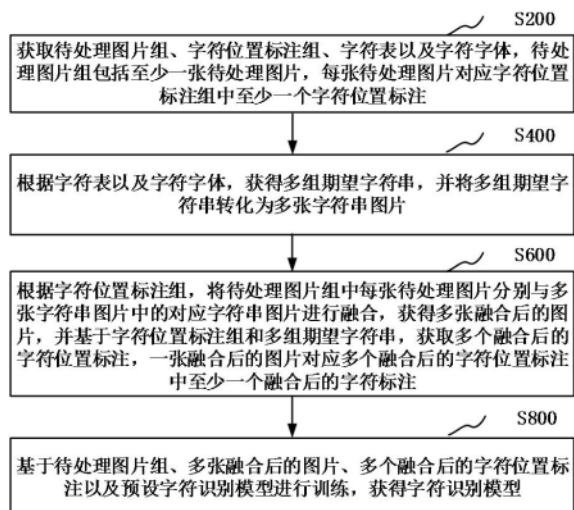 S200
获取待处理图片组、字符位置标注组、字符表以及字符字体，待
处理图片组包括至少一张待处理图片，每张待处理图片对应字符位置
标注组中至少一个字符位置标注
S400
根据字符表以及字符字体，获得多组期望字符串，并将多组期望字
符串转化为多张字符串图片
S600
根据字符位置标注组，将待处理图片组中每张待处理图片分别与多
张字符串图片中的对应字符串图片进行融合，获得多张融合后的图
片，并基于字符位置标注组和多组期望字符串，获取多个融合后的
字符位置标注，一张融合后的图片对应多个融合后的字符位置标注
中至少一个融合后的字符标注
S800
基于待处理图片组、多张融合后的图片、多个融合后的字符位置标
注以及预设字符识别模型进行训练，获得字符识别模型